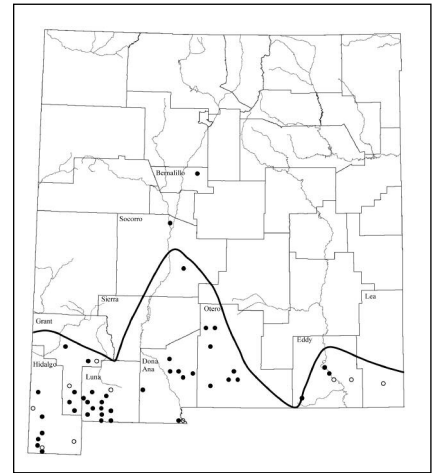 Bernalillo
Socorro
Sierra
Lea
Otero
Grant
Eddy
Dona
Ana
Hidalgo
Luna